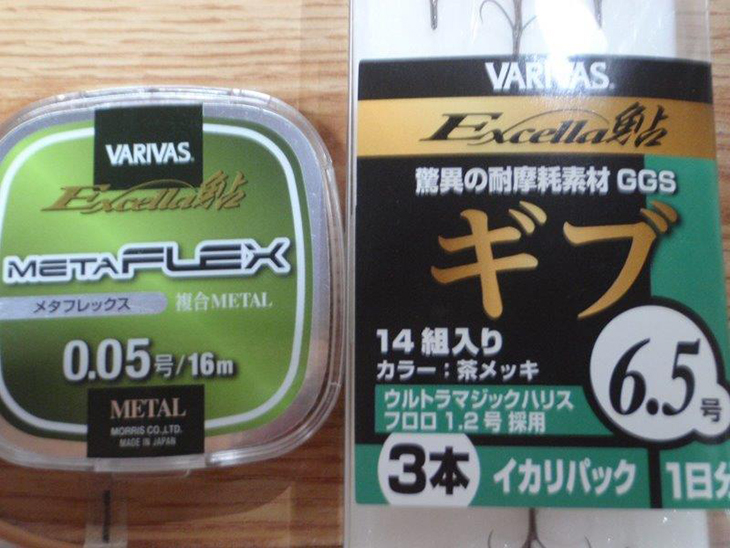 VARIVAS®
Excella鮎
METAFLEX
メタフレックス 複合METAL
0.05号/16m
METAL
MORRIS CO.,LTD.
MADE IN JAPAN
VARIVAS®
Excella鮎
驚異の耐摩耗素材 GGS
ギブ
14組入り
カラー：茶メッキ
ウルトラマジックハリス
フロロ1.2号 採用
6.5号
3本 イカリパック 1日分